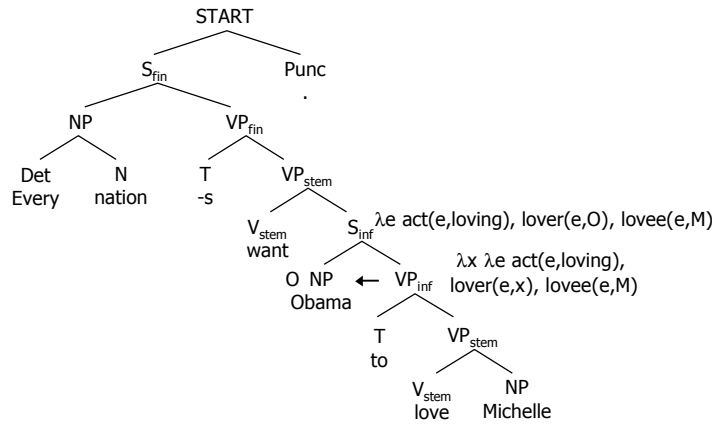 START
S_fin Punc
.
NP VP_fin
Det N T VP_stem
Every nation -s
V_stem S_inf λe act(e,loving), lover(e,O), lovee(e,M)
want
O NP ← VP_inf λx λe act(e,loving),
Obama lover(e,x), lovee(e,M)
T VP_stem
to
V_stem NP
love Michelle